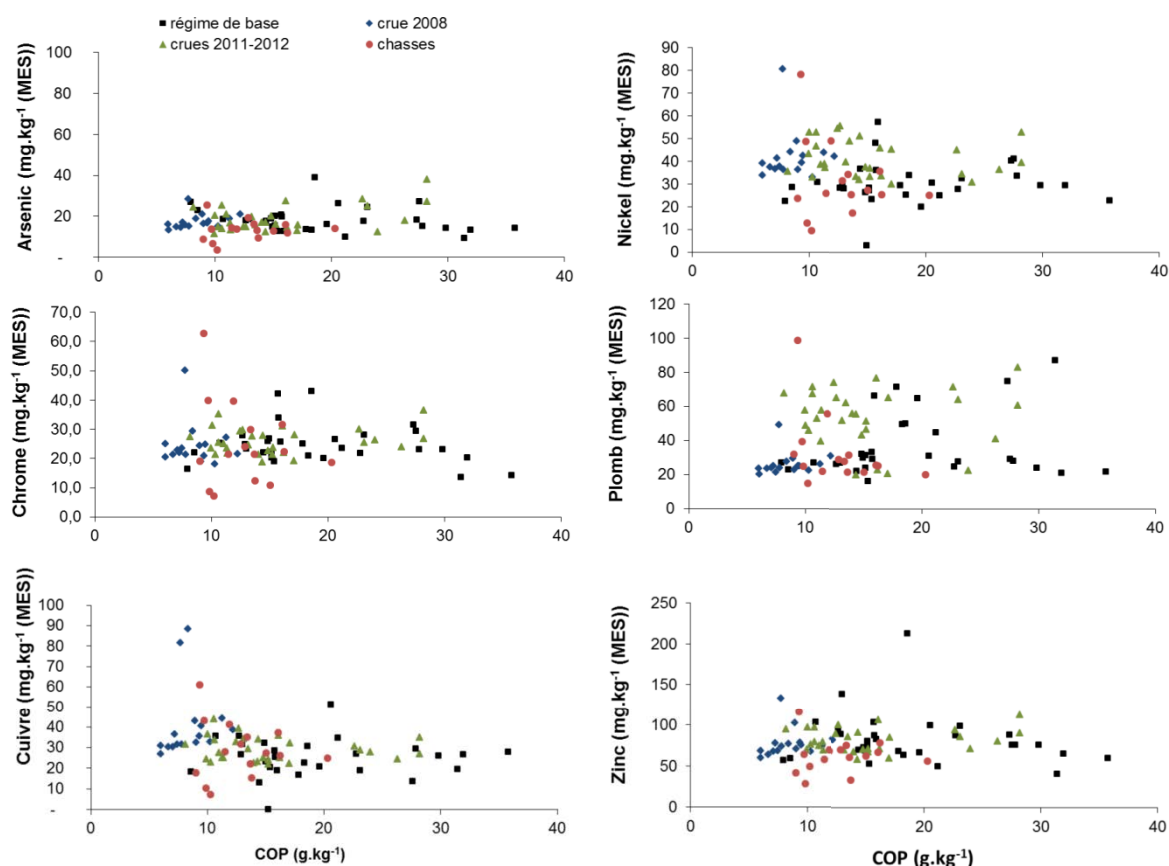 régime de base
crue 2008
crues 2011-2012
chasses
Arsenic (mg.kg⁻¹ (MES))
100
80
60
40
20
-
0 10 20 30 40
Nickel (mg.kg⁻¹ (MES))
90
80
70
60
50
40
30
20
10
0
0 10 20 30 40
Chrome (mg.kg⁻¹ (MES))
70,0
60,0
50,0
40,0
30,0
20,0
10,0
0,0
0 10 20 30 40
Plomb (mg.kg⁻¹ (MES))
120
100
80
60
40
20
0
0 10 20 30 40
Cuivre (mg.kg⁻¹ (MES))
100
90
80
70
60
50
40
30
20
10
-
0 10 20 30 40
COP (g.kg⁻¹)
Zinc (mg.kg⁻¹ (MES))
250
200
150
100
50
0
0 10 20 30 40
COP (g.kg⁻¹)